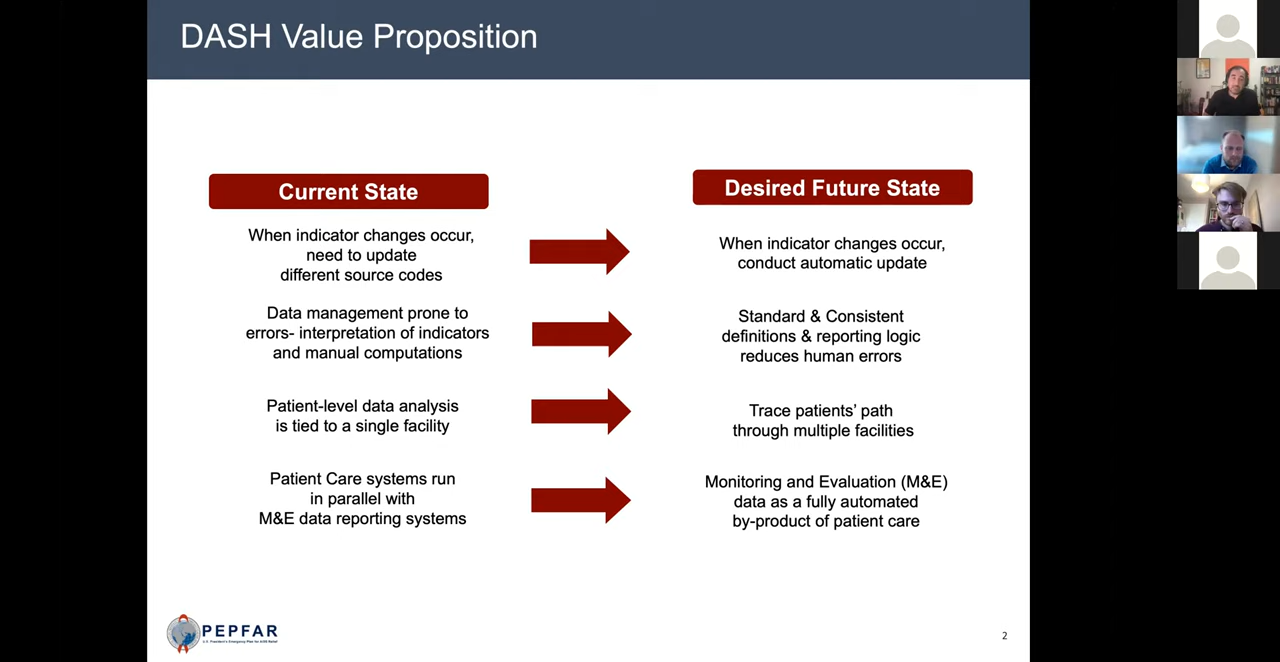 DASH Value Proposition
Current State
Desired Future State
When indicator changes occur,
need to update
different source codes
When indicator changes occur,
conduct automatic update
Data management prone to
errors- interpretation of indicators
and manual computations
Standard & Consistent
definitions & reporting logic
reduces human errors
Patient-level data analysis
is tied to a single facility
Trace patients’ path
through multiple facilities
Patient Care systems run
in parallel with
M&E data reporting systems
Monitoring and Evaluation (M&E)
data as a fully automated
by-product of patient care
PEPFAR
U.S. President's Emergency Plan for AIDS Relief
2